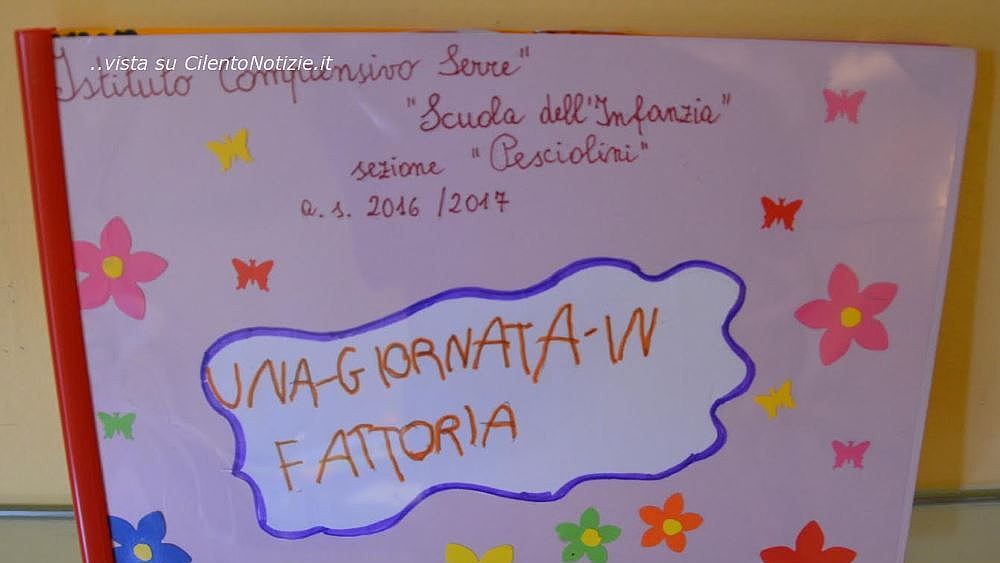 ..vista su CilentoNotizie.it
Istituto Comprensivo Serre"
"Scuola dell'Infanzia"
sezione "Pesciolini"
a. s. 2016 / 2017
UNA-GIORNATA-IN
FATTORIA